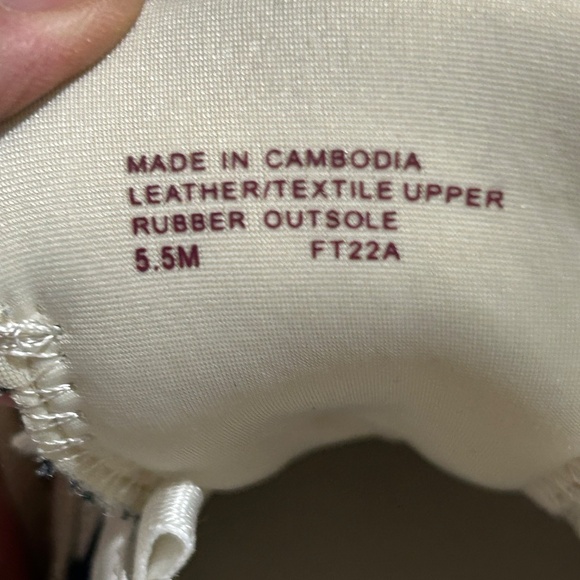 MADE IN CAMBODIA
LEATHER/TEXTILE UPPER
RUBBER OUTSOLE
5.5M FT22A